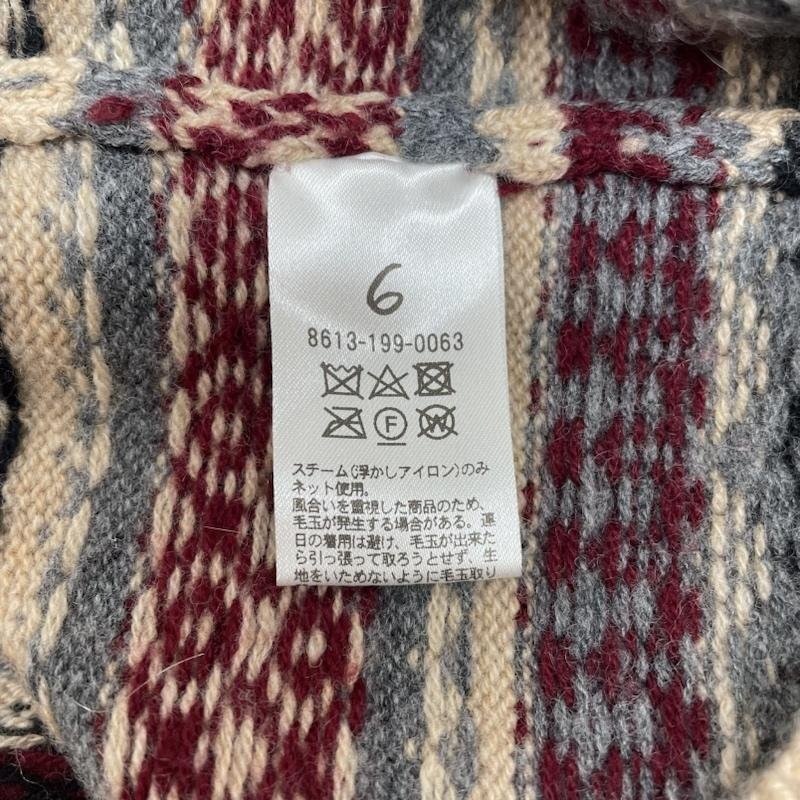 6
8613-199-0063
F W
スチーム(浮かしアイロン)のみ
ネット使用。
風合いを重視した商品のため、
毛玉が発生する場合がある。連
日の着用は避け、毛玉が出来た
ら引っ張って取ろうとせず、生
地をいためないように毛玉取り